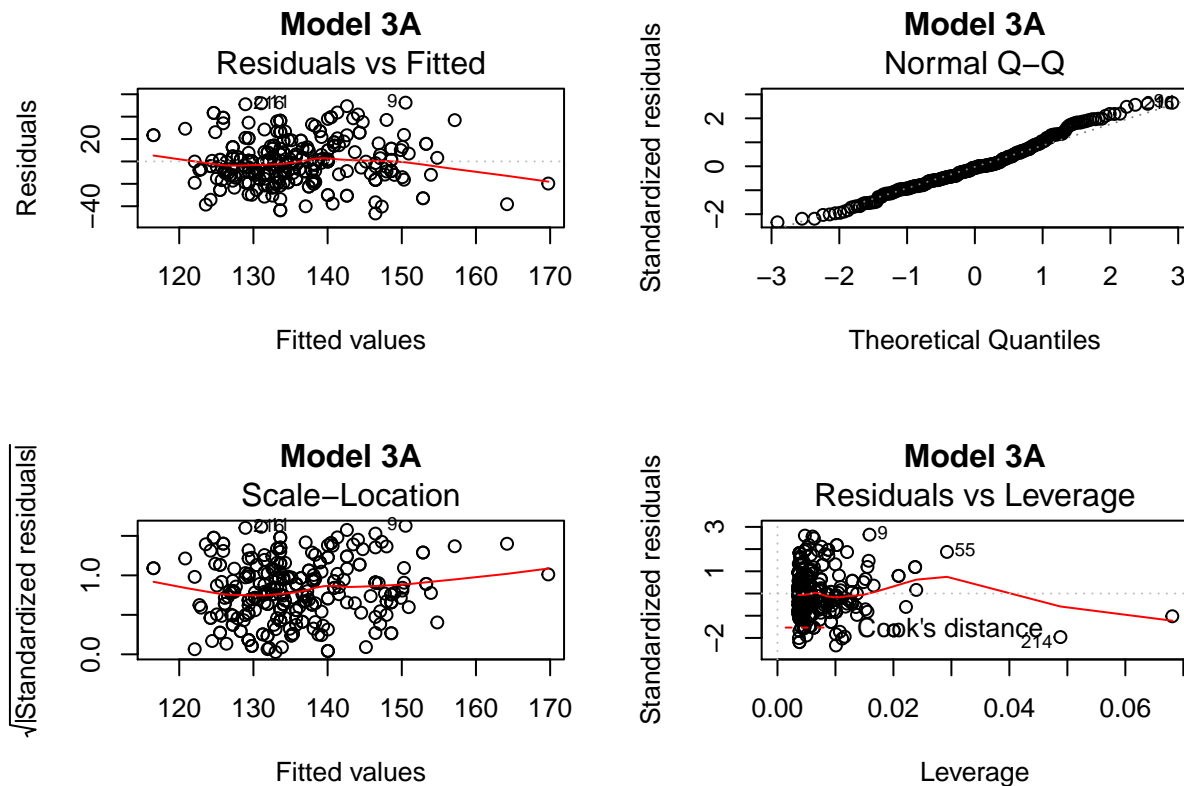 Model 3A
Residuals vs Fitted
Residuals
20
−40
9
120 130 140 150 160 170
Fitted values
Model 3A
Normal Q−Q
Standardized residuals
2
0
−2
9
−3 −2 −1 0 1 2 3
Theoretical Quantiles
Model 3A
Scale−Location
√|Standardized residuals|
1.0
0.0
9
120 130 140 150 160 170
Fitted values
Model 3A
Residuals vs Leverage
Standardized residuals
3
1
−2
9
55
214
Cook's distance
0.00 0.02 0.04 0.06
Leverage